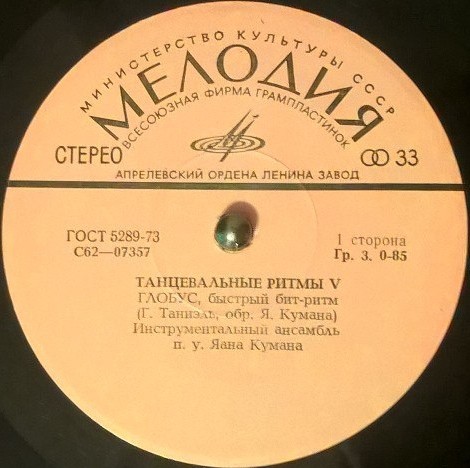 МИНИСТЕРСТВО КУЛЬТУРЫ СССР
МЕЛОДИЯ
ВСЕСОЮЗНАЯ ФИРМА ГРАМПЛАСТИНОК
СТЕРЕО
33
АПРЕЛЕВСКИЙ ОРДЕНА ЛЕНИНА ЗАВОД
ГОСТ 5289-73
С62—07357
1 сторона
Гр. 3. 0-85
ТАНЦЕВАЛЬНЫЕ РИТМЫ V
ГЛОБУС, быстрый бит-ритм
(Г. Таниэль, обр. Я. Кумана)
Инструментальный ансамбль
п. у. Яана Кумана